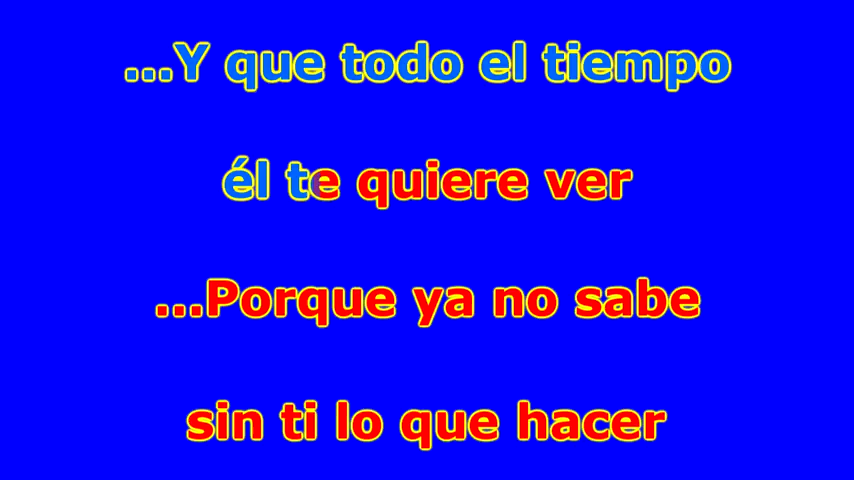 ...Y que todo el tiempo
él te quiere ver
...Porque ya no sabe
sin ti lo que hacer